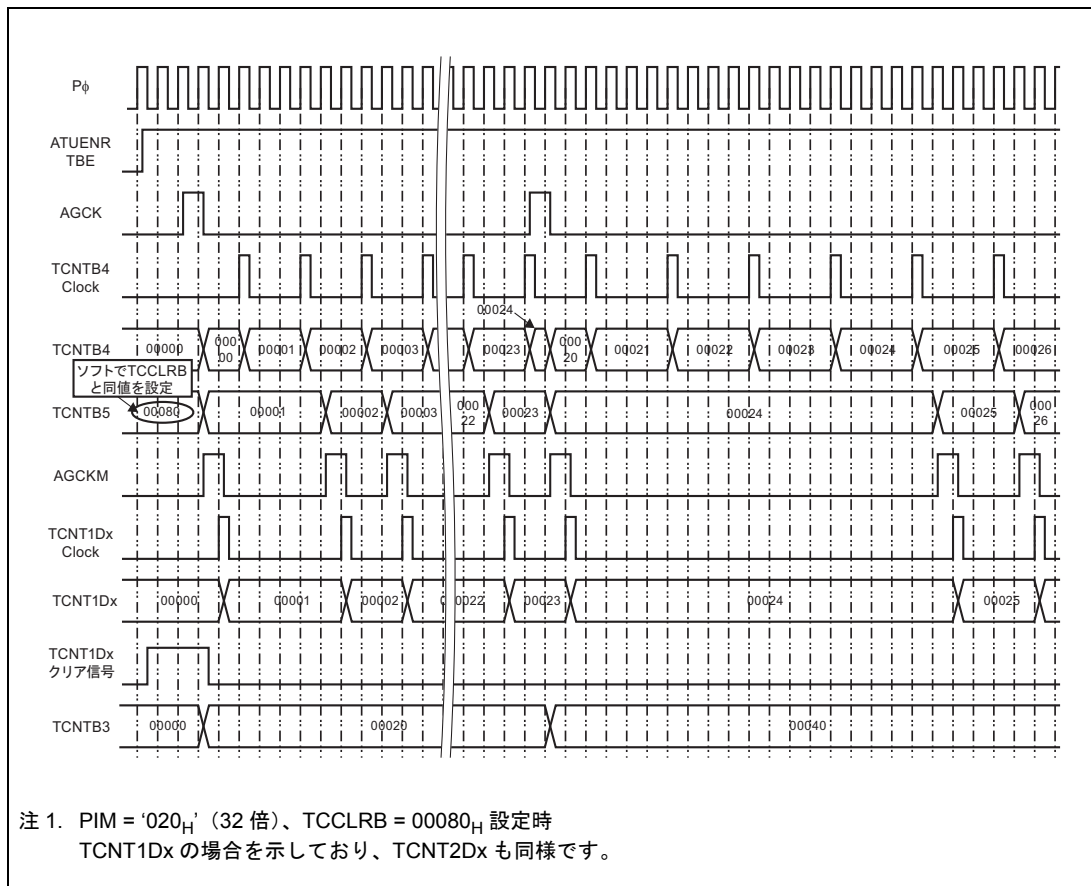 Pφ
ATUENR
TBE
AGCK
TCNTB4
Clock
00024
TCNTB4 00000 000 00 00001 00002 00003 00023 000 20 00021 00022 00023 00024 00025 00026
ソフトでTCCLRB
と同値を設定
TCNTB5 00080 00001 00002 00003 000 22 00023 00024 00025 000 26
AGCKM
TCNT1Dx
Clock
TCNT1Dx 00000 00001 00002 00022 00023 00024 00025
TCNT1Dx
クリア信号
TCNTB3 00000 00020 00040
注 1. PIM = ‘020H’（32 倍）、TCCLRB = 00080H 設定時
TCNT1Dx の場合を示しており、TCNT2Dx も同様です。